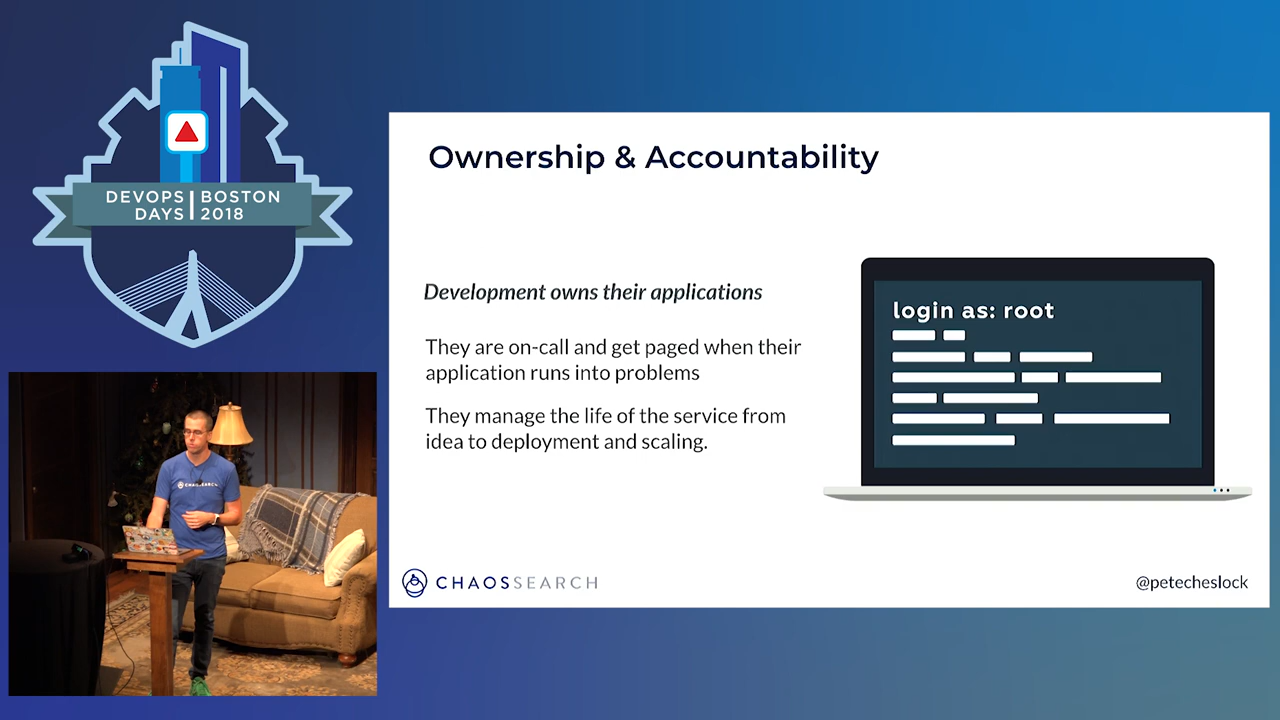 DEVOPS BOSTON
DAYS 2018
Ownership & Accountability
Development owns their applications
They are on-call and get paged when their
application runs into problems
They manage the life of the service from
idea to deployment and scaling.
login as: root
CHAOSSEARCH
@petecheslock
CHAOSSEARCH